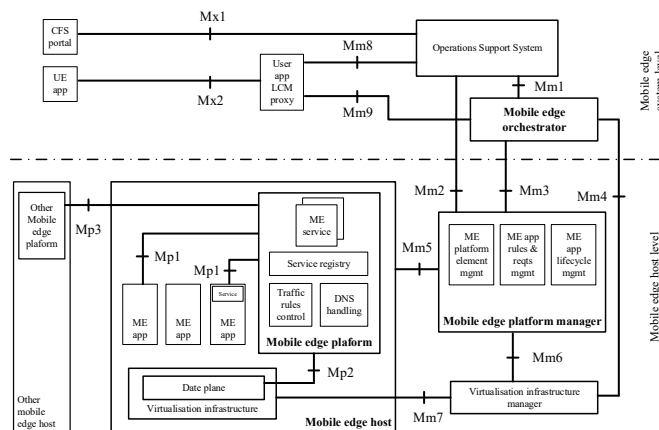 CFS
portal
Mx1
Operations Support System
UE
app
Mx2
User
app
LCM
proxy
Mm8
Mm9
Mm1
Mobile edge
orchestrator
Mobile edge
system level
Mm2
Mm3
Mm4
Other
Mobile
edge
plaform
Mp3
ME
service
Mp1
Mp1
Service registry
Service
ME
app
ME
app
ME
app
Traffic
rules
control
DNS
handling
Mobile edge plaform
Mm5
ME
platform
element
mgmt
ME app
rules &
reqts
mgmt
ME
app
lifecycle
mgmt
Mobile edge platform manager
Mobile edge host level
Mp2
Mm6
Date plane
Virtualisation infrastructure
Mobile edge host
Mm7
Virtualisation infrastructure
manager
Other
mobile
edge host